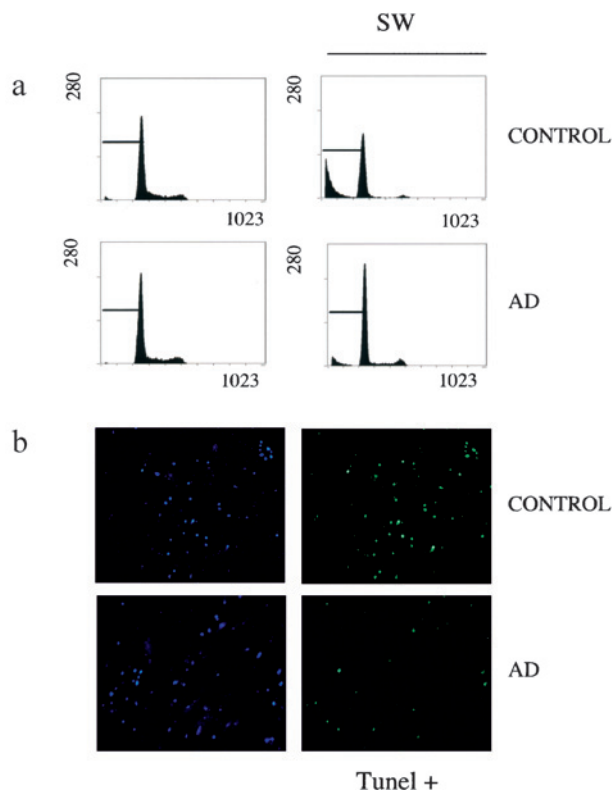 SW
a
280
280
CONTROL
1023
1023
280
280
AD
1023
1023
b
CONTROL
AD
Tunel +